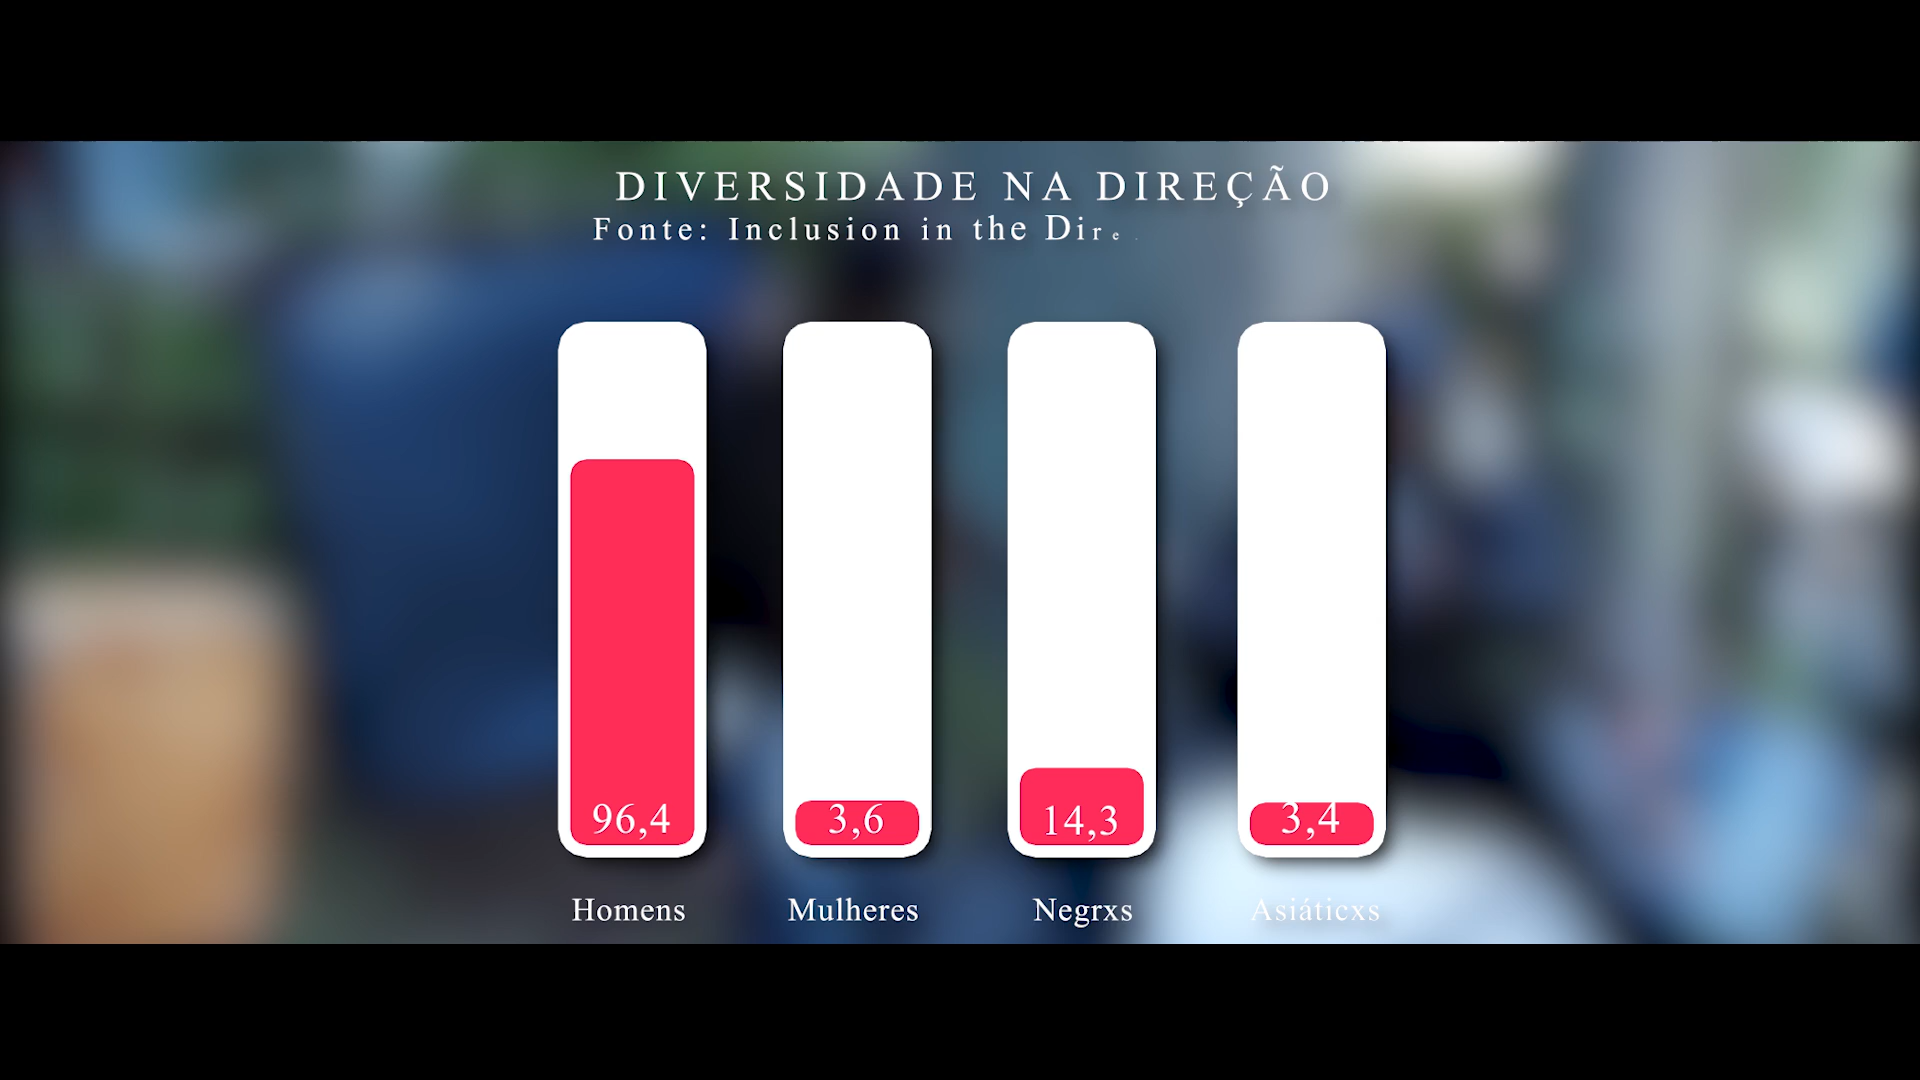 DIVERSIDADE NA DIREÇÃO
Fonte: Inclusion in the Dire
96,4
3,6
14,3
3,4
Homens
Mulheres
Negrxs
Asiáticxs